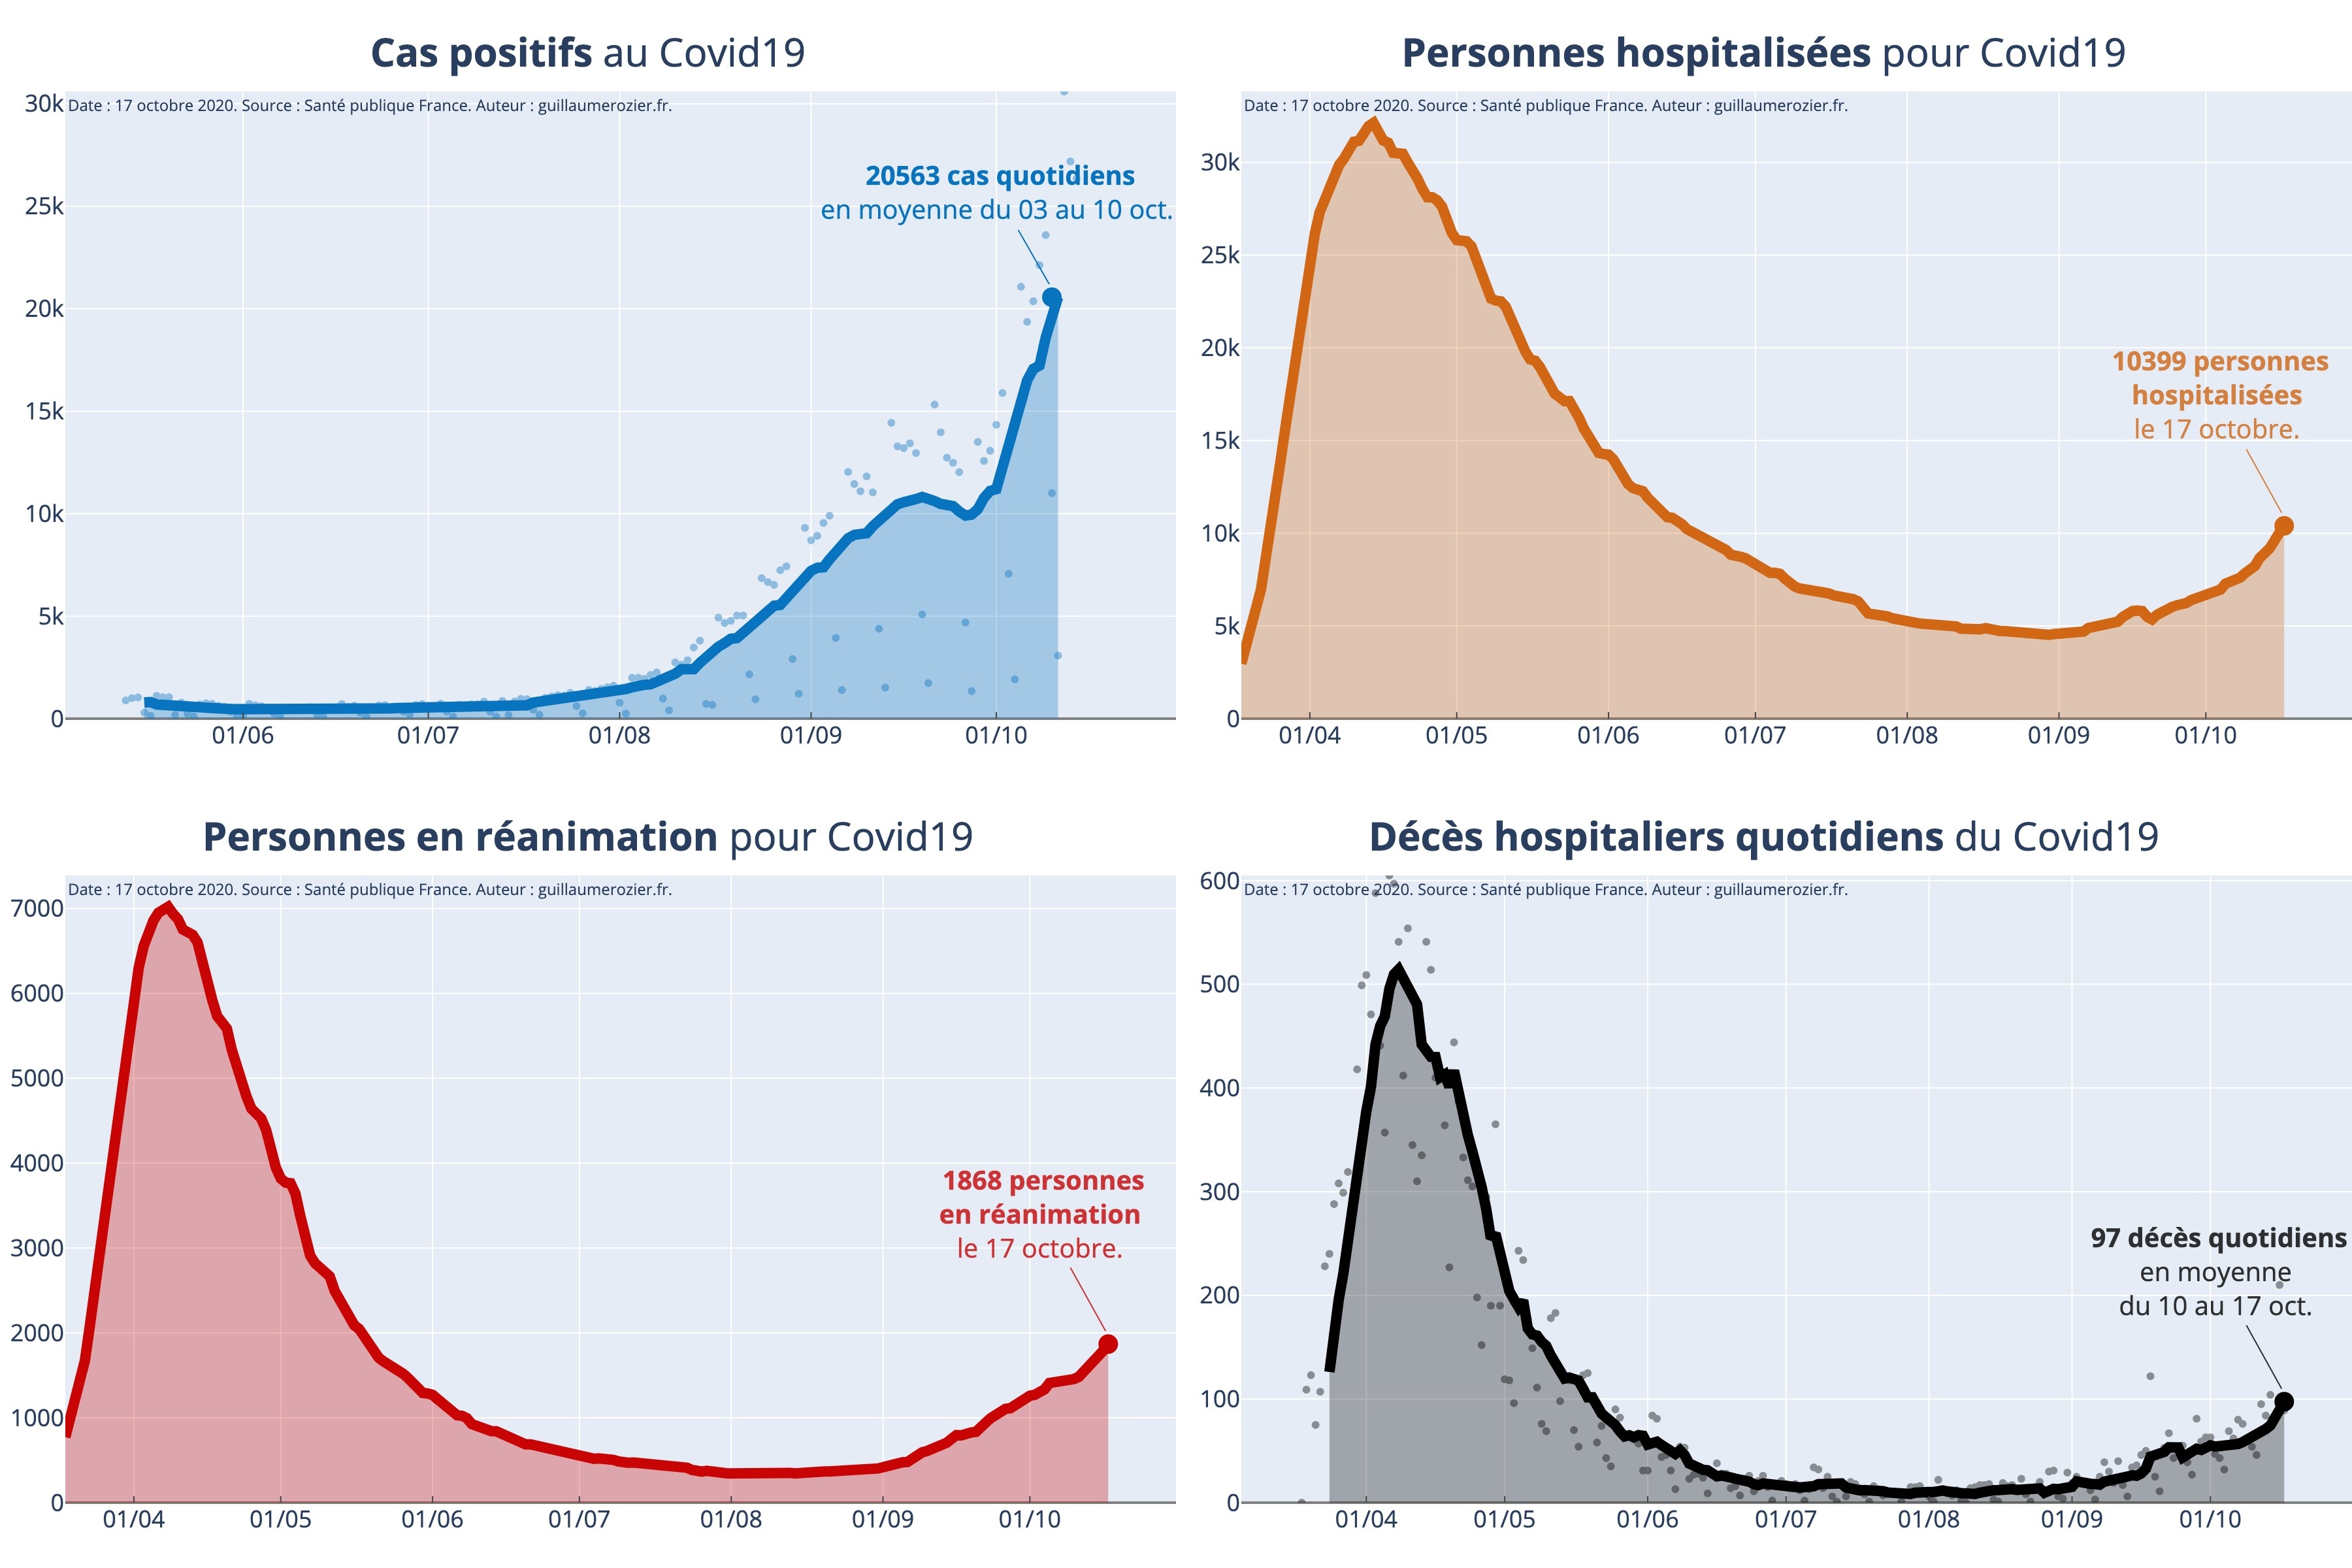 Cas positifs au Covid19
Date : 17 octobre 2020. Source : Santé publique France. Auteur : guillaumerozier.fr.
30k
25k
20k
15k
10k
5k
0
20563 cas quotidiens
en moyenne du 03 au 10 oct.
01/06 01/07 01/08 01/09 01/10
Personnes hospitalisées pour Covid19
Date : 17 octobre 2020. Source : Santé publique France. Auteur : guillaumerozier.fr.
30k
25k
20k
15k
10k
5k
0
10399 personnes
hospitalisées
le 17 octobre.
01/04 01/05 01/06 01/07 01/08 01/09 01/10
Personnes en réanimation pour Covid19
Date : 17 octobre 2020. Source : Santé publique France. Auteur : guillaumerozier.fr.
7000
6000
5000
4000
3000
2000
1000
0
1868 personnes
en réanimation
le 17 octobre.
01/04 01/05 01/06 01/07 01/08 01/09 01/10
Décès hospitaliers quotidiens du Covid19
Date : 17 octobre 2020. Source : Santé publique France. Auteur : guillaumerozier.fr.
600
500
400
300
200
100
0
97 décès quotidiens
en moyenne
du 10 au 17 oct.
01/04 01/05 01/06 01/07 01/08 01/09 01/10